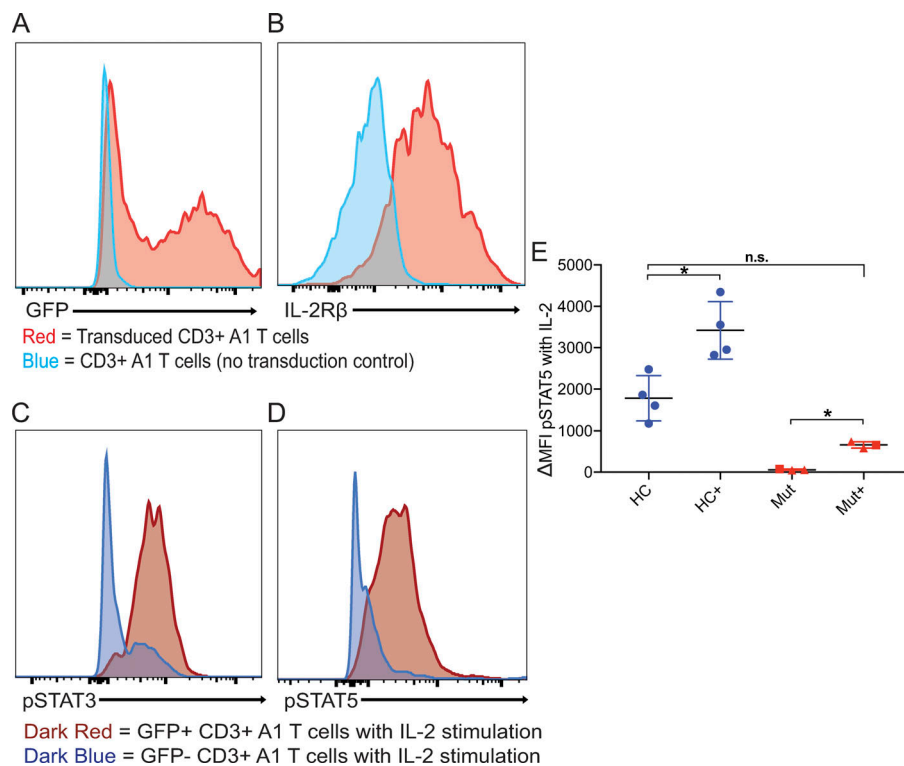 A
B
GFP
IL-2Rβ
Red = Transduced CD3+ A1 T cells
Blue = CD3+ A1 T cells (no transduction control)
C
D
pSTAT3
pSTAT5
Dark Red = GFP+ CD3+ A1 T cells with IL-2 stimulation
Dark Blue = GFP- CD3+ A1 T cells with IL-2 stimulation
E
n.s.
*
*
ΔMFI pSTAT5 with IL-2
5000
4000
3000
2000
1000
0
HC
HC+
Mut
Mut+